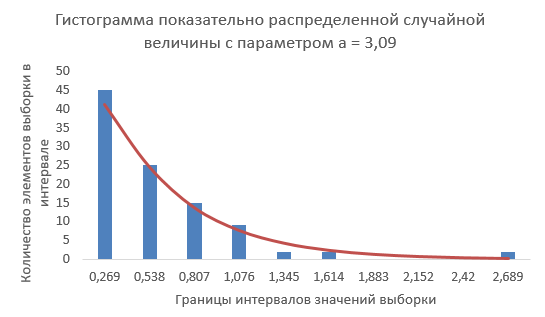 Гистограмма показательно распределенной случайной
величины с параметром a = 3,09
Количество элементов выборки в
интервале
50
45
40
35
30
25
20
15
10
5
0
0,269 0,538 0,807 1,076 1,345 1,614 1,883 2,152 2,42 2,689
Границы интервалов значений выборки